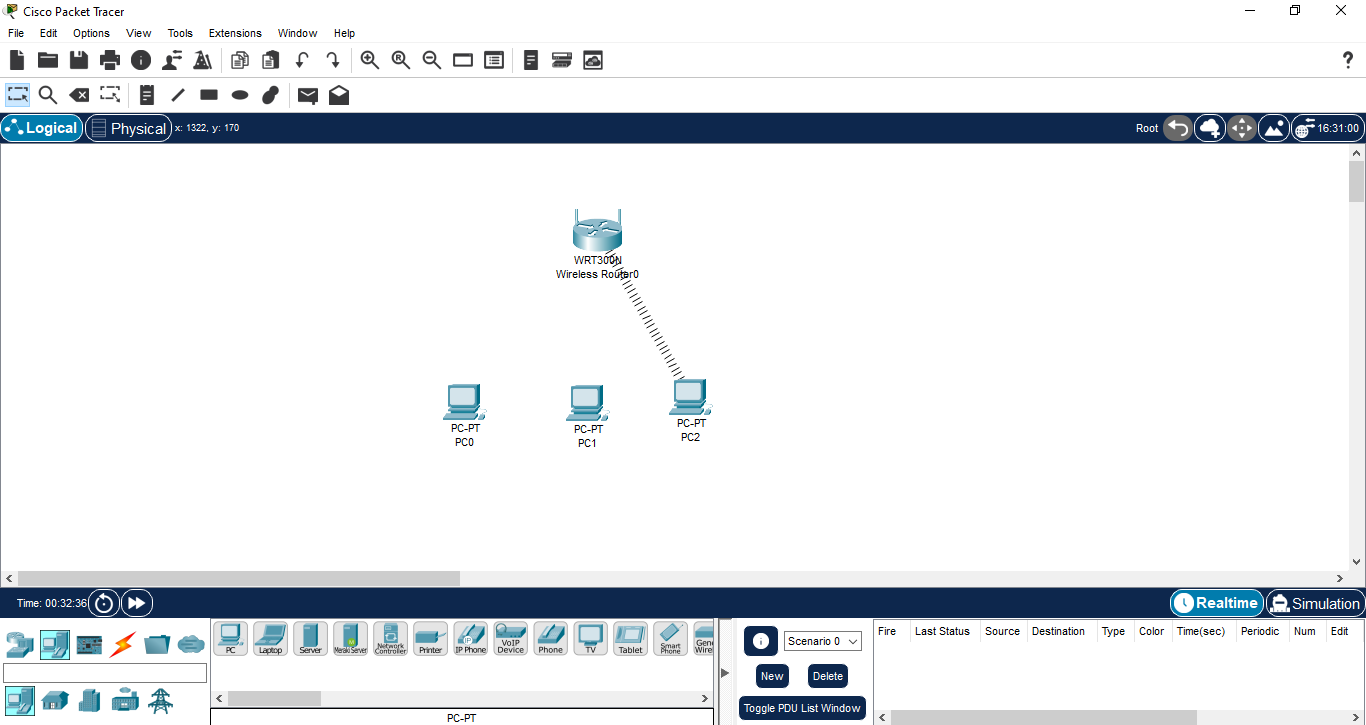 Cisco Packet Tracer
File Edit Options View Tools Extensions Window Help
?
Logical Physical x: 1322, y: 170 Root 16:31:00
WRT300N
Wireless Router0
PC-PT
PC0
PC-PT
PC1
PC-PT
PC2
Time: 00:32:36 Realtime Simulation
PC Laptop Server Meraki Server Network Controller Printer IP Phone VoIP Device Phone TV Tablet Smart Phone
PC-PT
Scenario 0
New Delete
Toggle PDU List Window
Fire Last Status Source Destination Type Color Time(sec) Periodic Num Edit